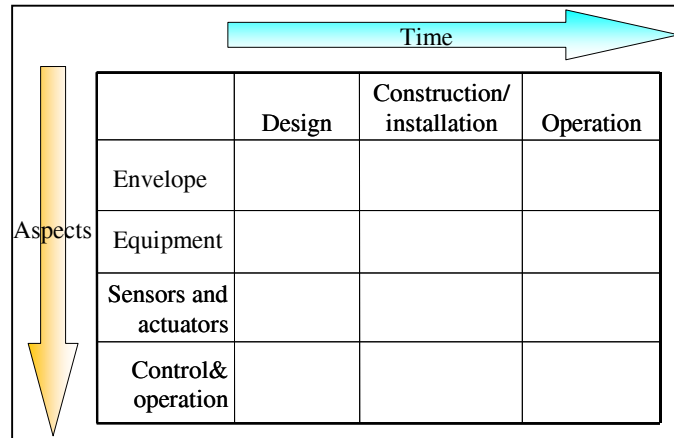 Time
Design
Construction/
installation
Operation
Aspects
Envelope
Equipment
Sensors and
actuators
Control&
operation